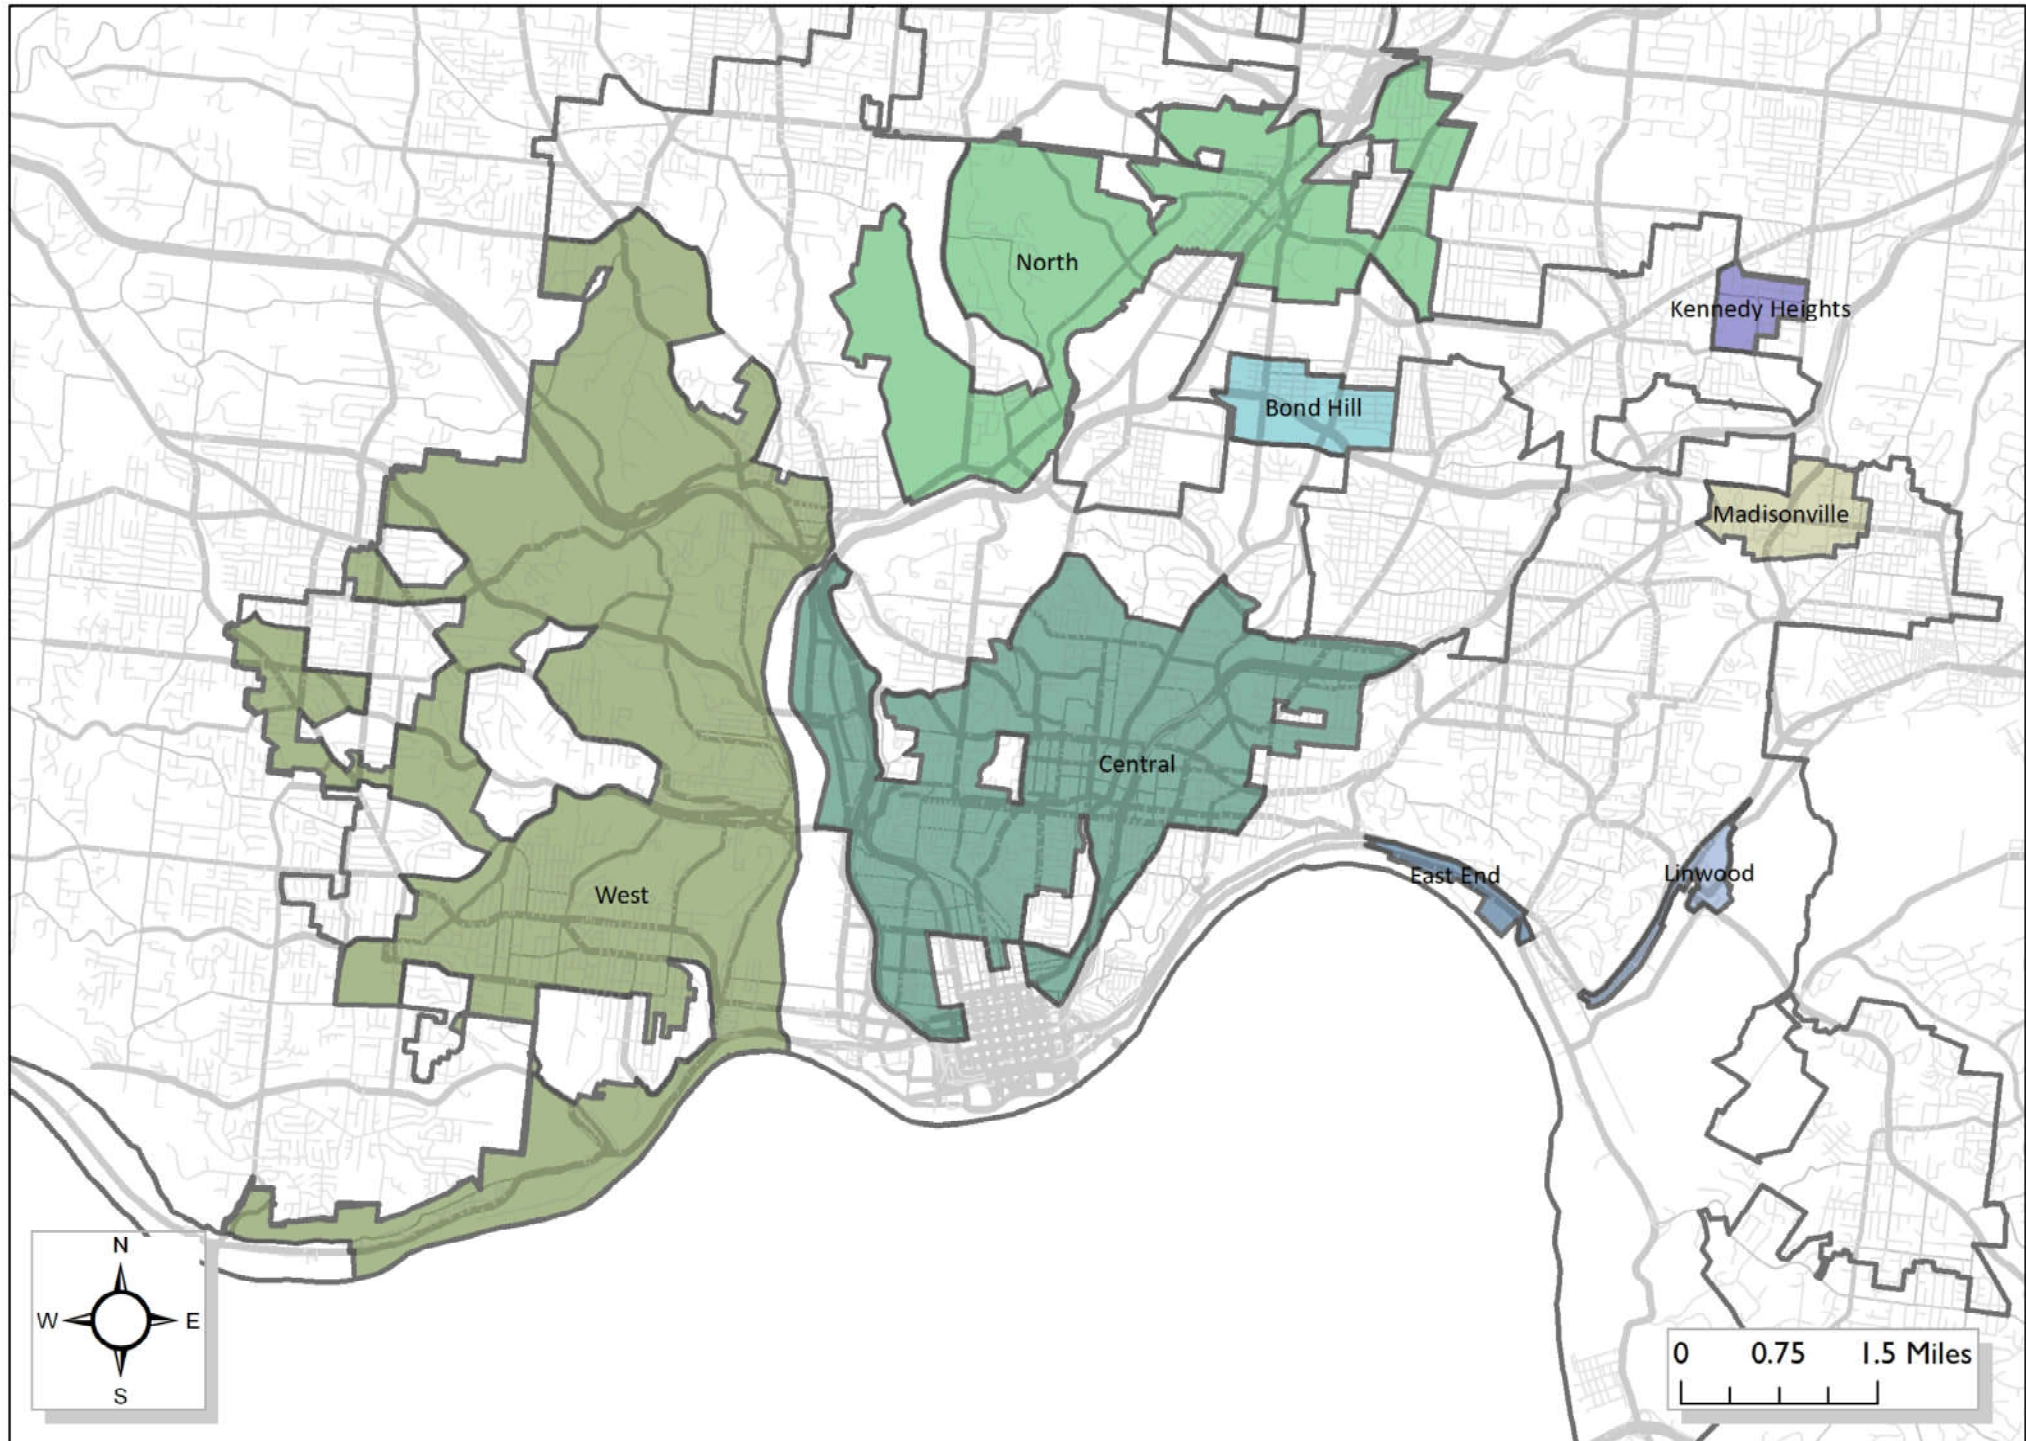 North
Kennedy Heights
Bond Hill
Madisonville
Central
East End
Linwood
West
N
W
E
S
0 0.75 1.5 Miles